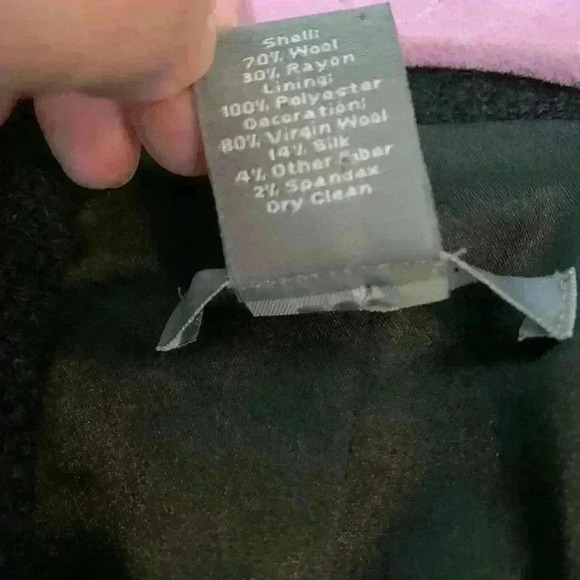 Shell:
70% Wool
30% Rayon
Lining:
100% Polyester
Decoration:
80% Virgin Wool
14% Silk
4% Other Fiber
2% Spandex
Dry Clean